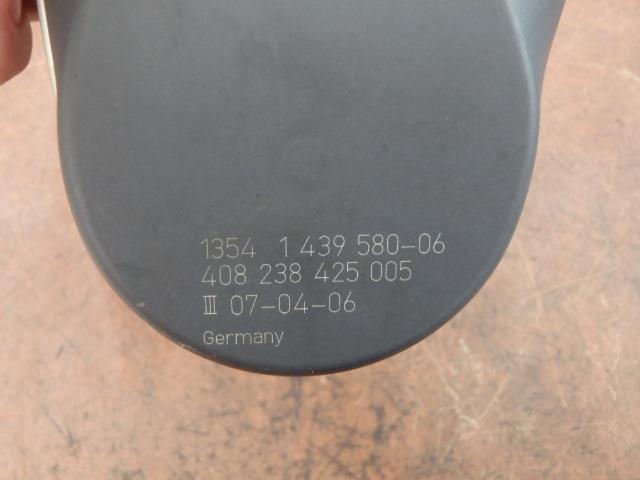 1354 1 439 580-06
408 238 425 005
III 07-04-06
Germany